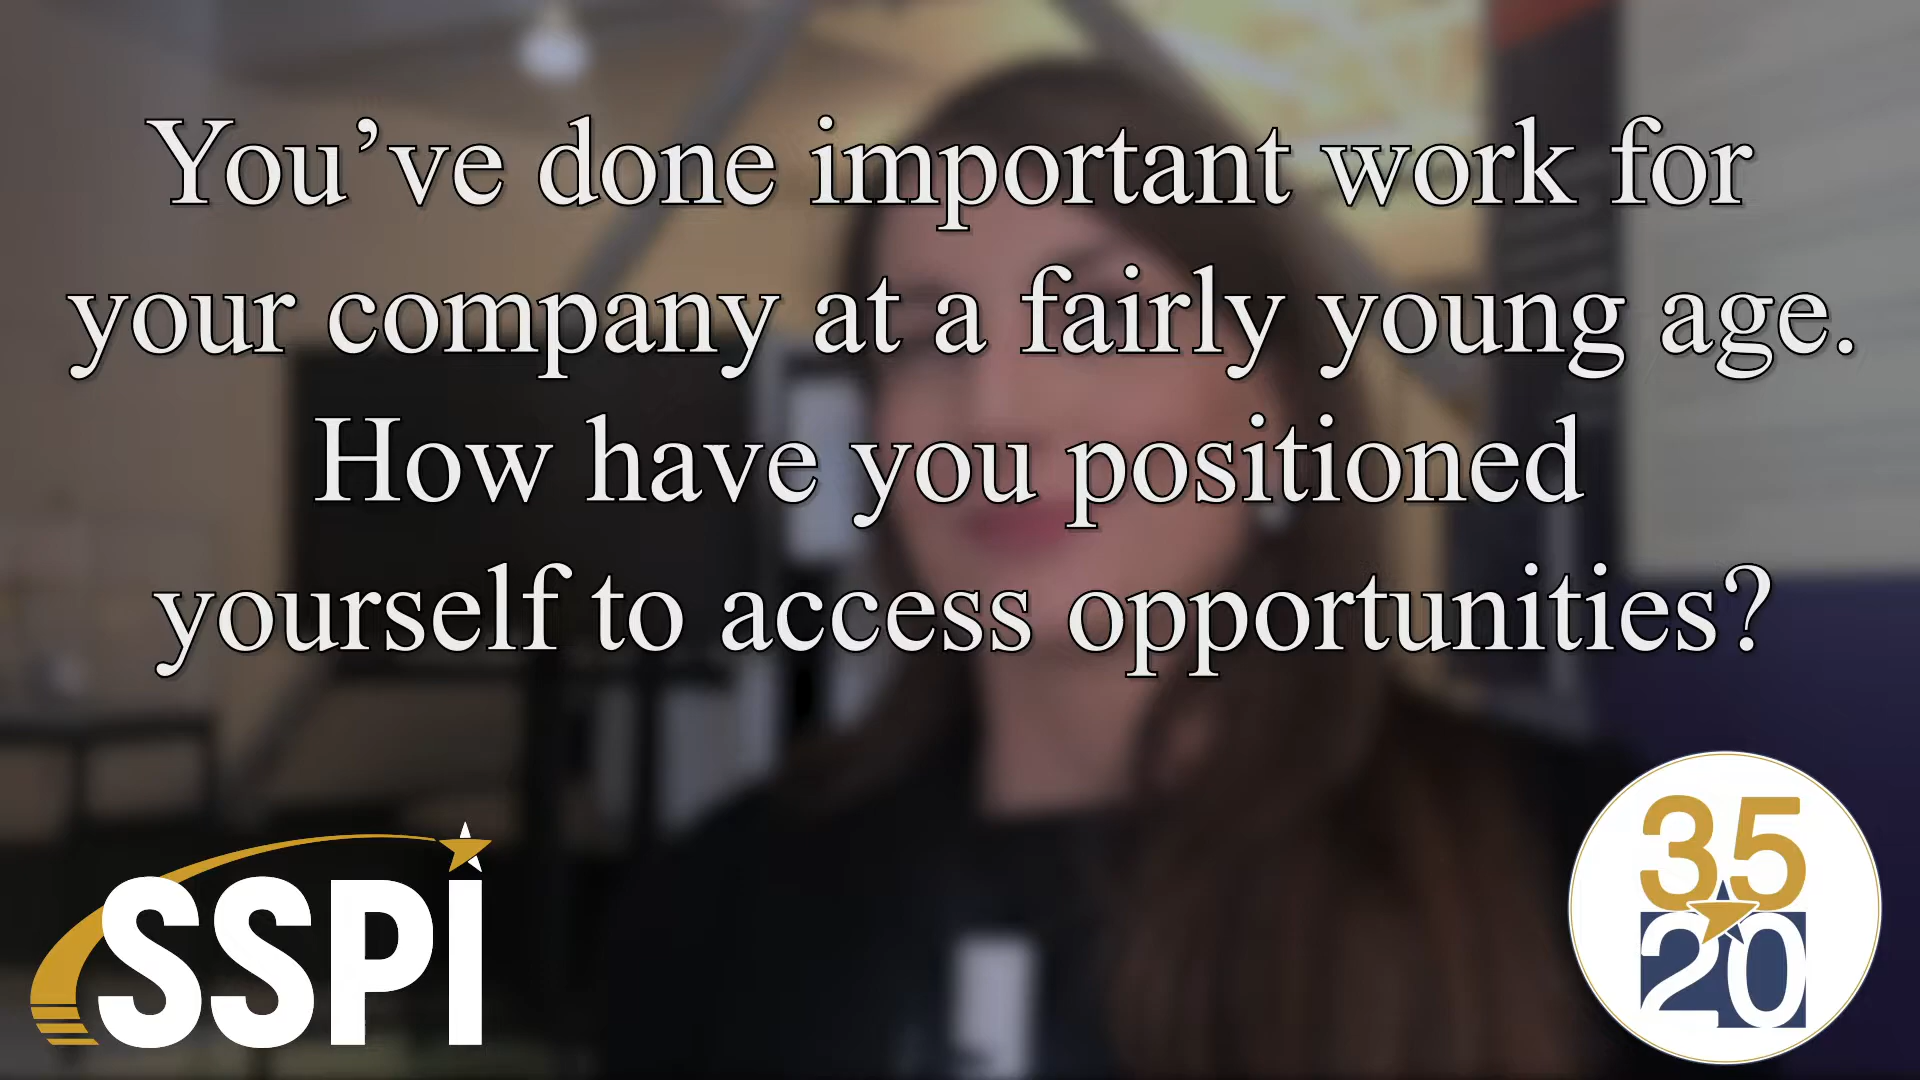 You’ve done important work for
your company at a fairly young age.
How have you positioned
yourself to access opportunities?
SSPI
35
20